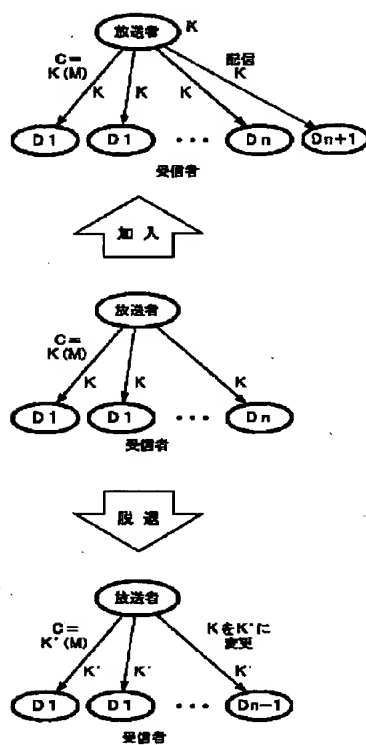 放送者 K
C=
K(M)
K K K
配信
K
D1 D1 ・・・ Dn Dn+1
受信者
加入
放送者
C=
K(M)
K K K
D1 D1 ・・・ Dn
受信者
脱退
放送者
C=
K'(M)
KをK'に
変更
K' K' K'
D1 D1 ・・・ Dn-1
受信者